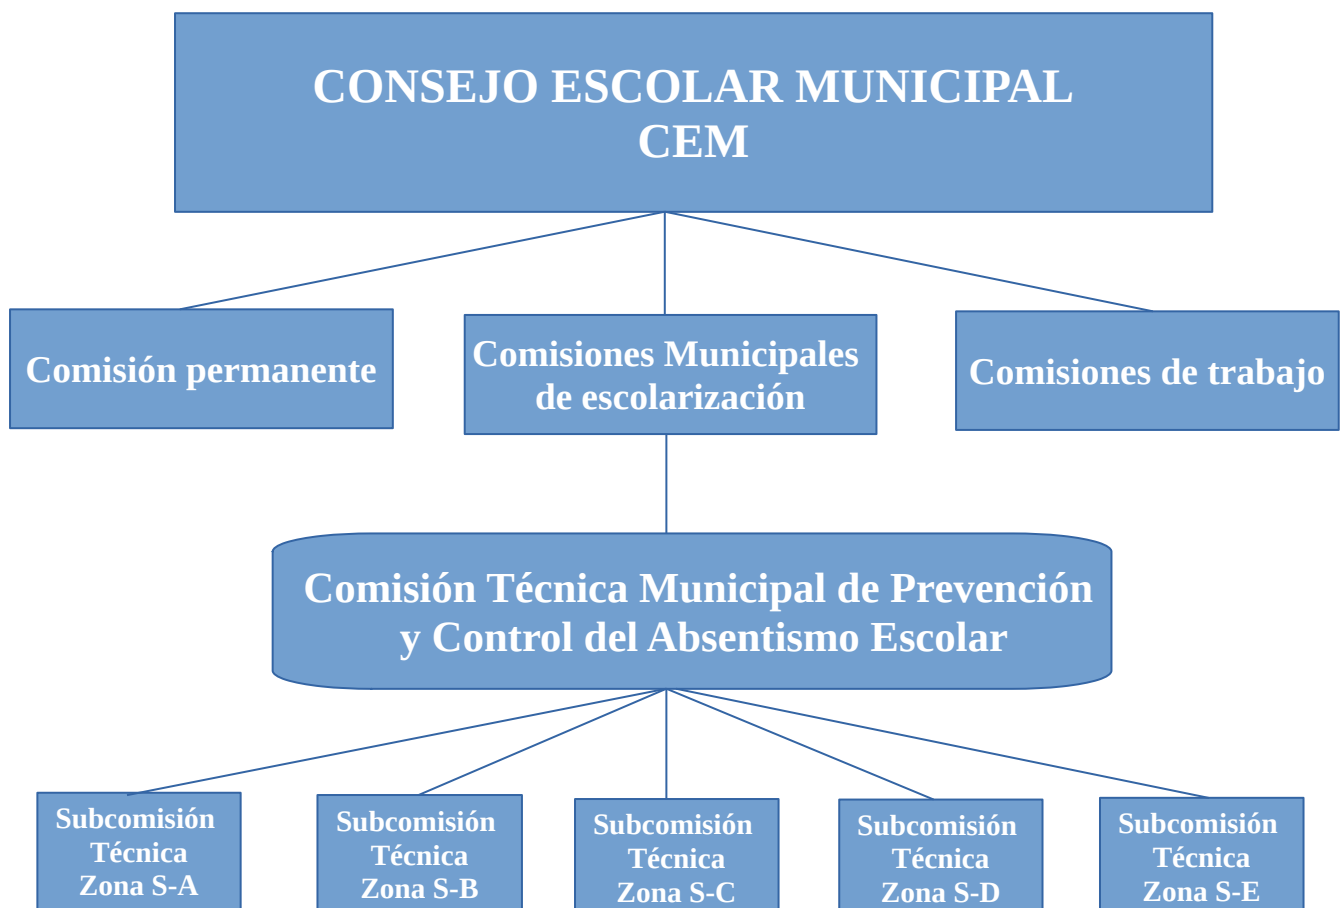 CONSEJO ESCOLAR MUNICIPAL
CEM
Comisión permanente
Comisiones Municipales
de escolarización
Comisiones de trabajo
Comisión Técnica Municipal de Prevención
y Control del Absentismo Escolar
Subcomisión
Técnica
Zona S-A
Subcomisión
Técnica
Zona S-B
Subcomisión
Técnica
Zona S-C
Subcomisión
Técnica
Zona S-D
Subcomisión
Técnica
Zona S-E